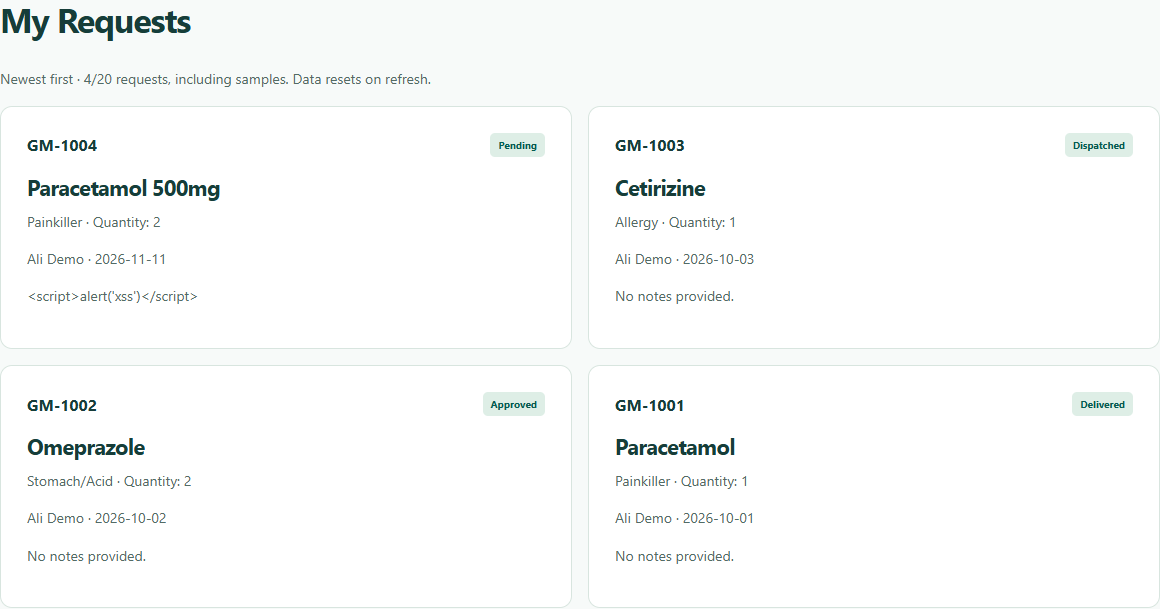 My Requests
Newest first · 4/20 requests, including samples. Data resets on refresh.
GM-1004
Pending
Paracetamol 500mg
Painkiller · Quantity: 2
Ali Demo · 2026-11-11
<script>alert('xss')</script>
GM-1003
Dispatched
Cetirizine
Allergy · Quantity: 1
Ali Demo · 2026-10-03
No notes provided.
GM-1002
Approved
Omeprazole
Stomach/Acid · Quantity: 2
Ali Demo · 2026-10-02
No notes provided.
GM-1001
Delivered
Paracetamol
Painkiller · Quantity: 1
Ali Demo · 2026-10-01
No notes provided.